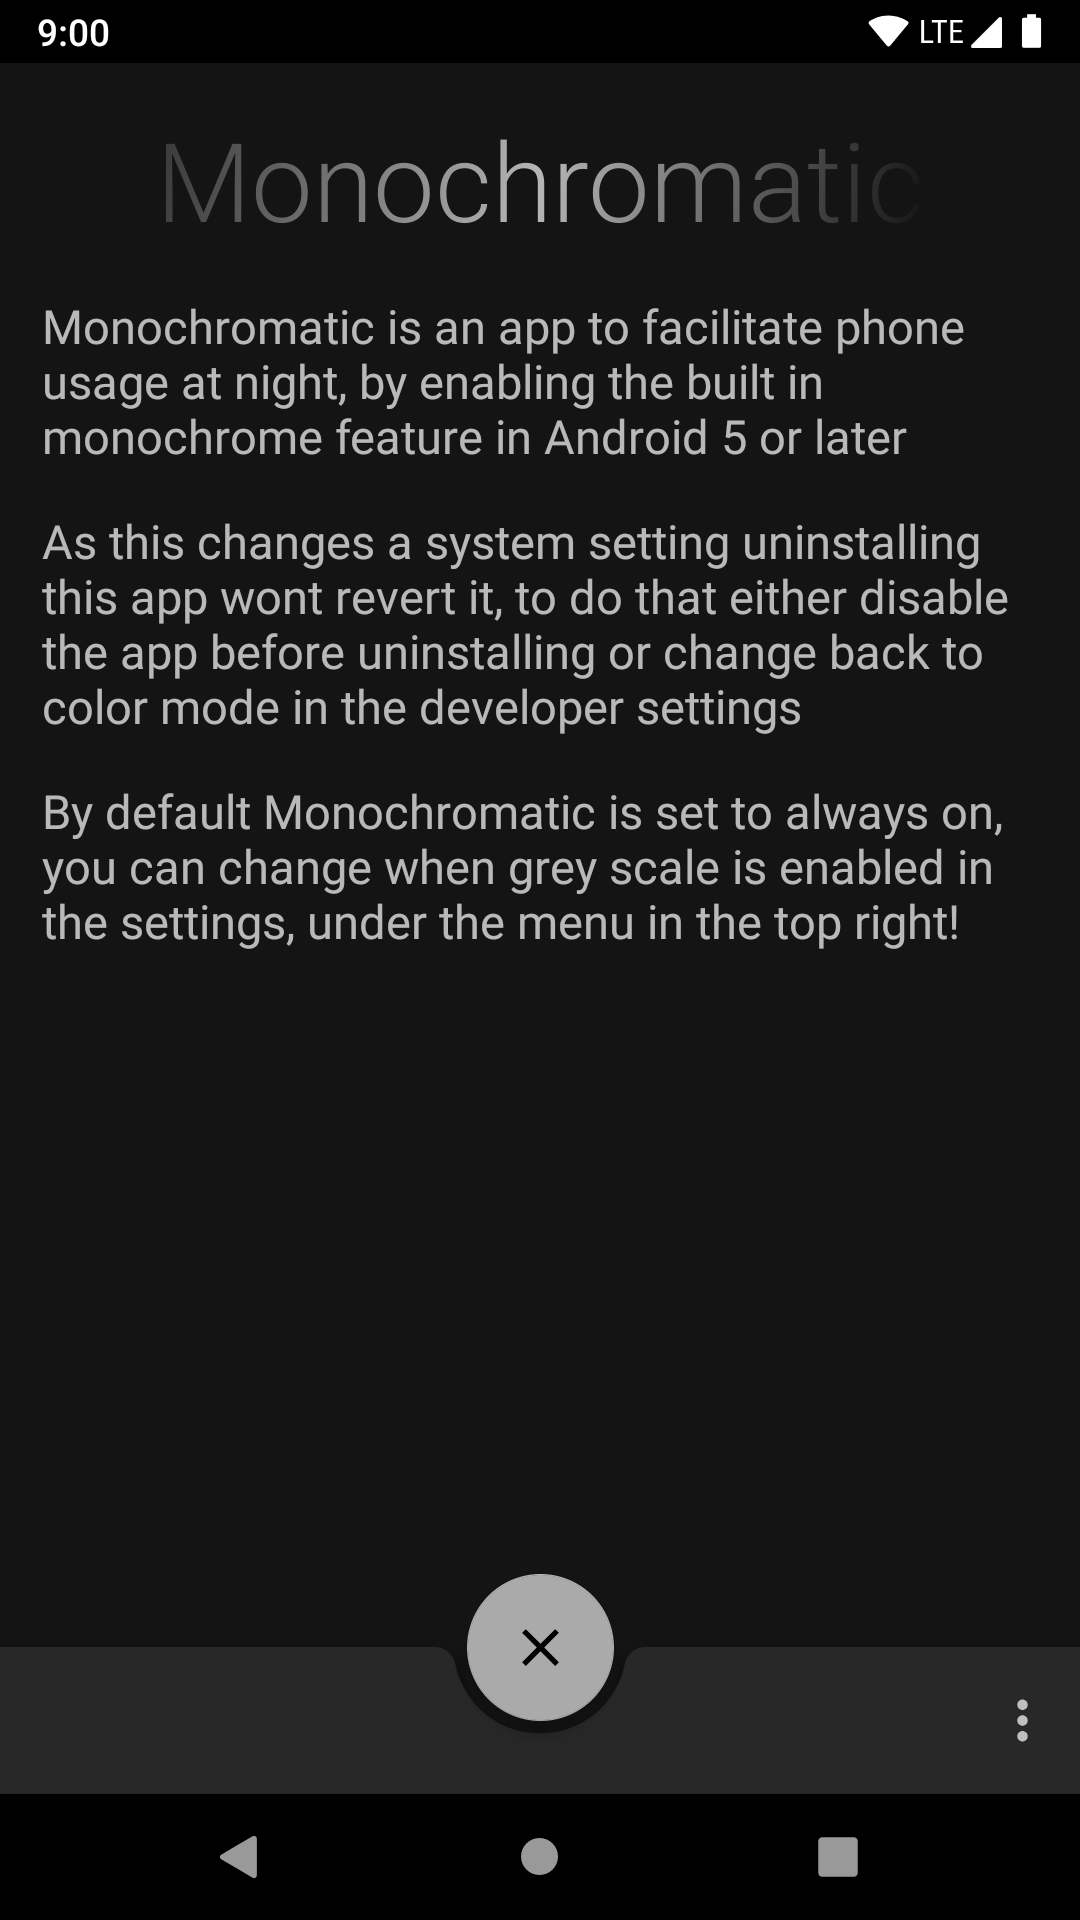 9:00
LTE
Monochromatic
Monochromatic is an app to facilitate phone
usage at night, by enabling the built in
monochrome feature in Android 5 or later
As this changes a system setting uninstalling
this app wont revert it, to do that either disable
the app before uninstalling or change back to
color mode in the developer settings
By default Monochromatic is set to always on,
you can change when grey scale is enabled in
the settings, under the menu in the top right!